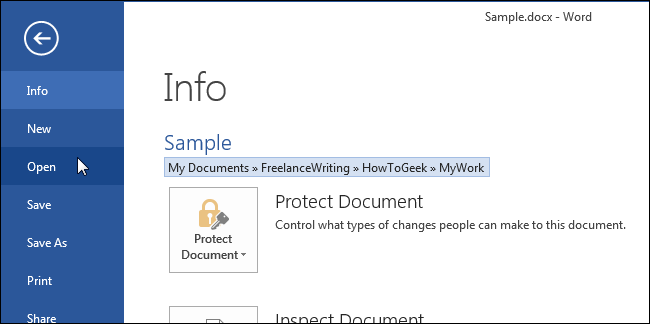 Sample.docx - Word
Info
New
Open
Save
Save As
Print
Share
Info
Sample
My Documents » FreelanceWriting » HowToGeek » MyWork
Protect Document
Control what types of changes people can make to this document.
Protect
Document
Inspect Document